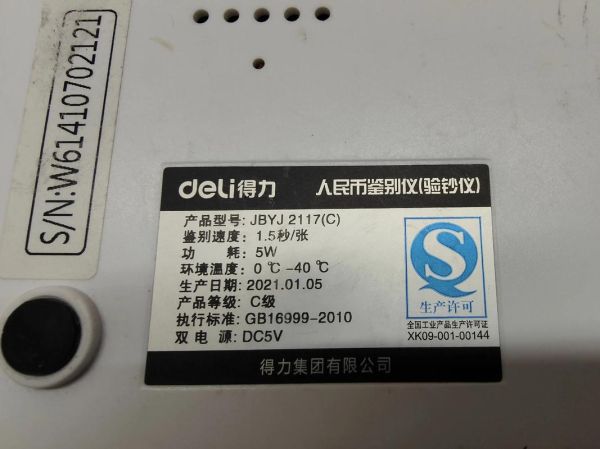 S/N:W61410702121
deli得力 人民币鉴别仪(验钞仪)
产品型号: JBYJ 2117(C)
鉴别速度: 1.5秒/张
功 耗: 5W
环境温度: 0 ℃ -40 ℃
生产日期: 2021.01.05
产品等级: C级
执行标准: GB16999-2010
双 电 源: DC5V
生产许可
全国工业产品生产许可证
XK09-001-00144
得力集团有限公司